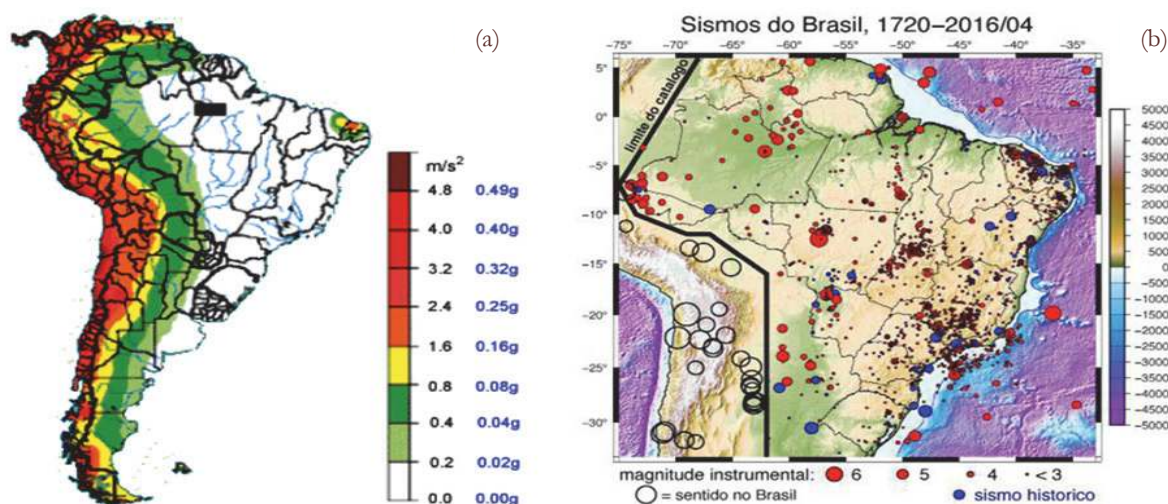 (a)
m/s²
4.8 0.49g
4.0 0.40g
3.2 0.32g
2.4 0.25g
1.6 0.16g
0.8 0.08g
0.4 0.04g
0.2 0.02g
0.0 0.00g
Sismos do Brasil, 1720−2016/04
(b)
−75° −70° −65° −60° −55° −50° −45° −40° −35°
5°
0°
−5°
−10°
−15°
−20°
−25°
−30°
limite do catalogo
5000
4500
4000
3500
3000
2500
2000
1500
1000
500
0
−500
−1000
−1500
−2000
−2500
−3000
−3500
−4000
−4500
−5000
magnitude instrumental: 6 5 4 < 3
= sentido no Brasil sismo historico